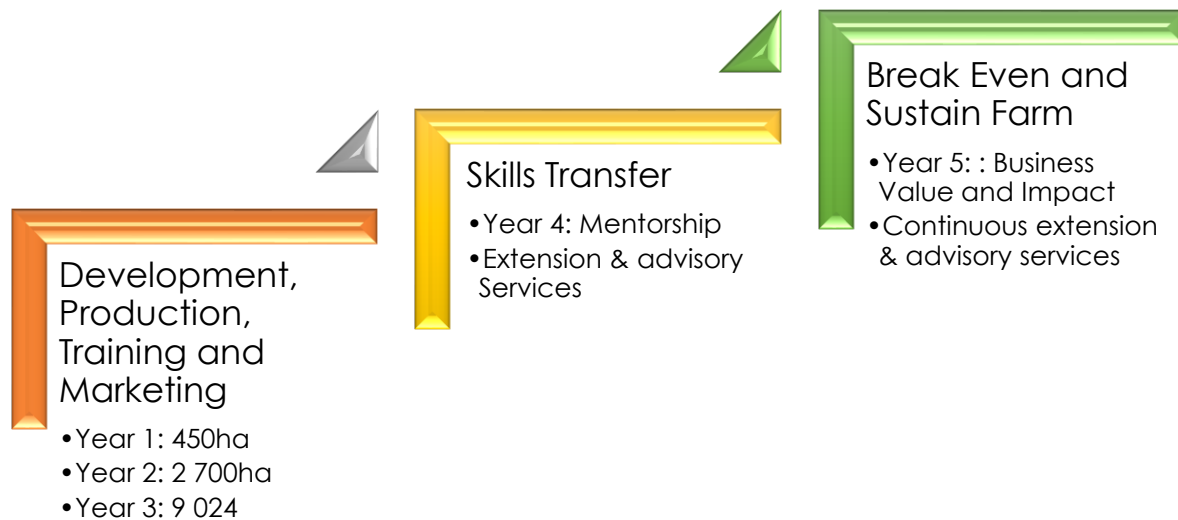 Development,
Production,
Training and
Marketing
•Year 1: 450ha
•Year 2: 2 700ha
•Year 3: 9 024
Skills Transfer
•Year 4: Mentorship
•Extension & advisory
Services
Break Even and
Sustain Farm
•Year 5: : Business
Value and Impact
•Continuous extension
& advisory services